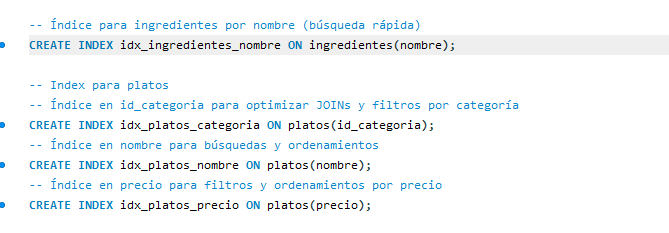 -- Índice para ingredientes por nombre (búsqueda rápida)
CREATE INDEX idx_ingredientes_nombre ON ingredientes(nombre);
-- Index para platos
-- Índice en id_categoria para optimizar JOINs y filtros por categoría
CREATE INDEX idx_platos_categoria ON platos(id_categoria);
-- Índice en nombre para búsquedas y ordenamientos
CREATE INDEX idx_platos_nombre ON platos(nombre);
-- Índice en precio para filtros y ordenamientos por precio
CREATE INDEX idx_platos_precio ON platos(precio);